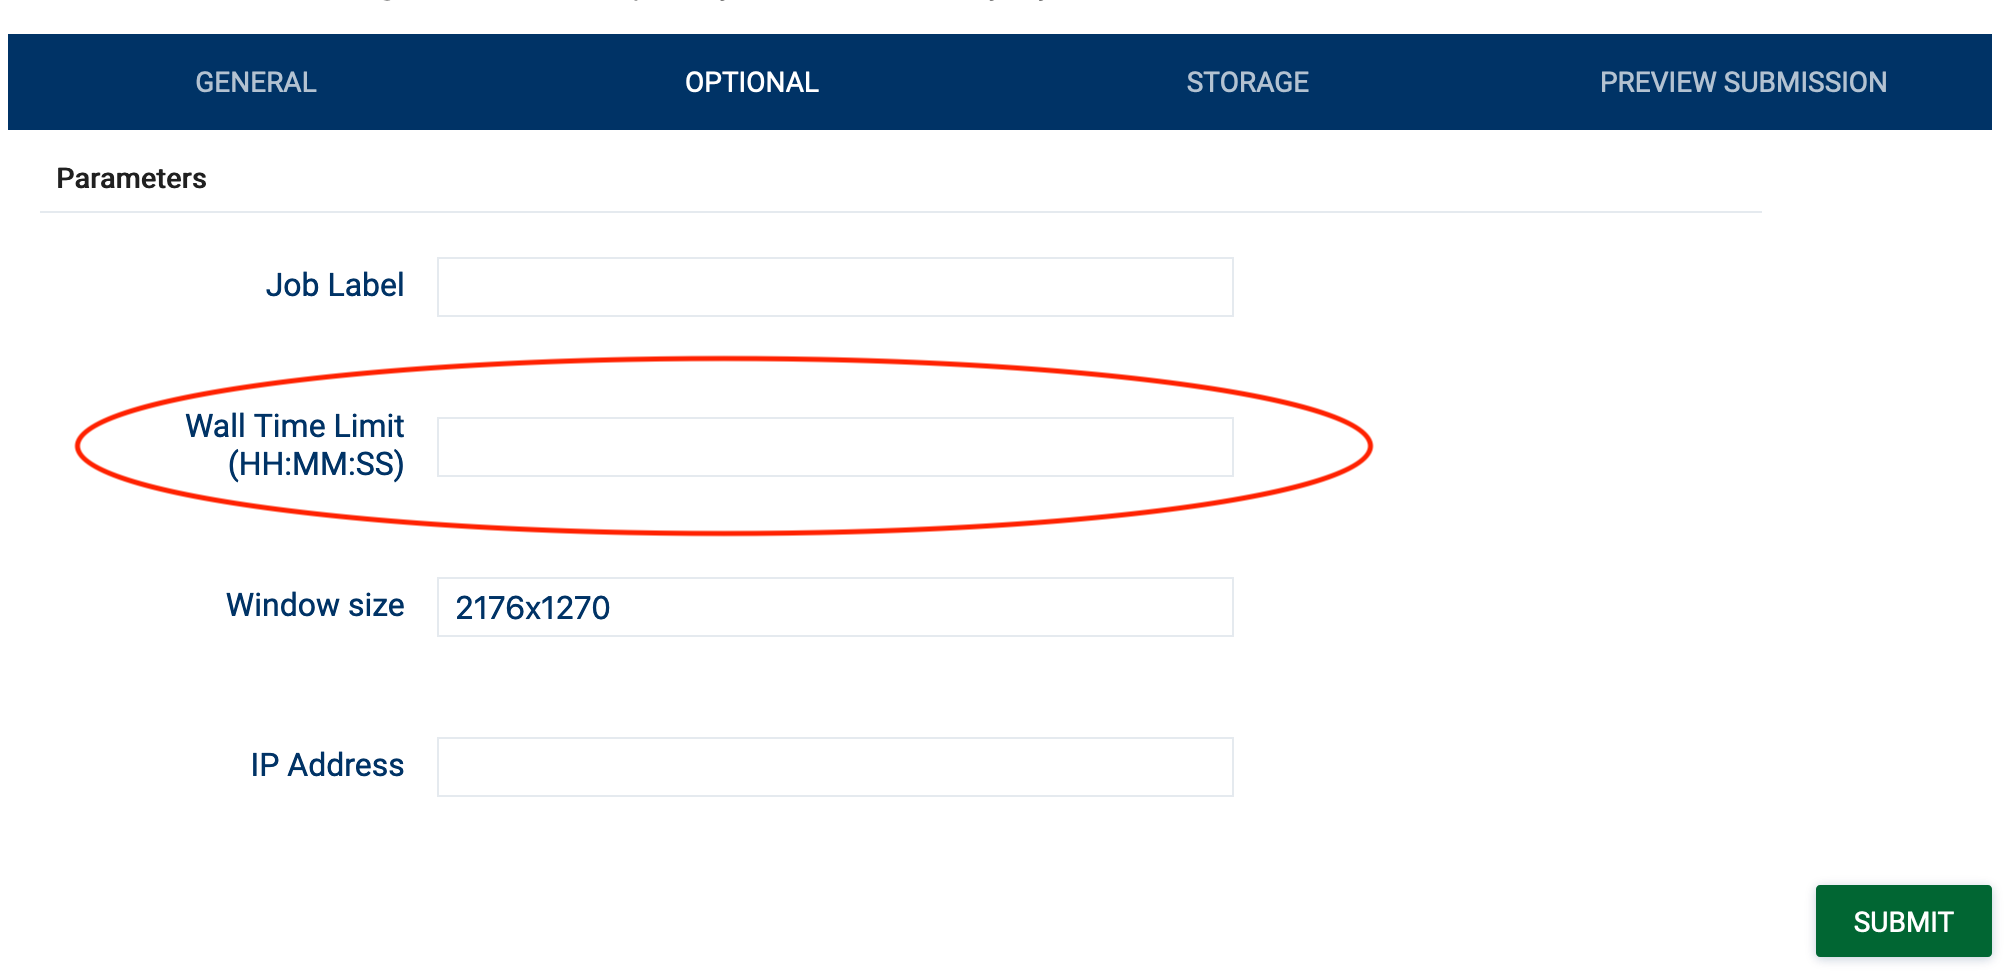 GENERAL OPTIONAL STORAGE PREVIEW SUBMISSION
Parameters
Job Label
Wall Time Limit
(HH:MM:SS)
Window size 2176x1270
IP Address
SUBMIT